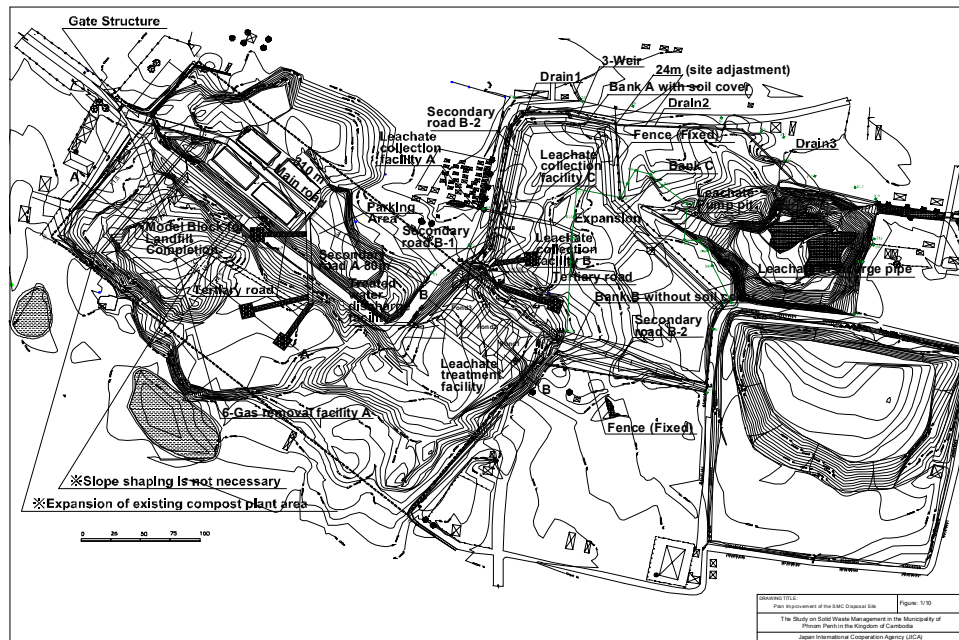 Gate Structure
3-Weir
Drain1
24m (site adjustment)
Bank A with soil cover
Drain2
Secondary
road B-2
Fence (Fixed)
Leachate
collection
facility A
Drain3
340 m
Main road
Leachate
collection
facility C
Bank C
A
Leachate
Pump pit
Parking
Area
Expansion
Model Block for
Landfill
Completion
Secondary
road B-1
Leachate
collection
facility B
Secondary
road A 80m
Leachate discharge pipe
Tertiary road
Tertiary road
Treated
water
discharge
facility
B
Bank B without soil c
Secondary
road B-2
Leachate
treatment
facility
B
6-Gas removal facility A
Fence (Fixed)
※Slope shaping is not necessary
※Expansion of existing compost plant area
0 25 50 100
DRAWING TITLE:
Plan Improvement of the SMC Disposal Site
Figure: 1/10
The Study on Solid Waste Management in the Municipality of
Phnom Penh in the Kingdom of Cambodia
Japan International Cooperation Agency (JICA)